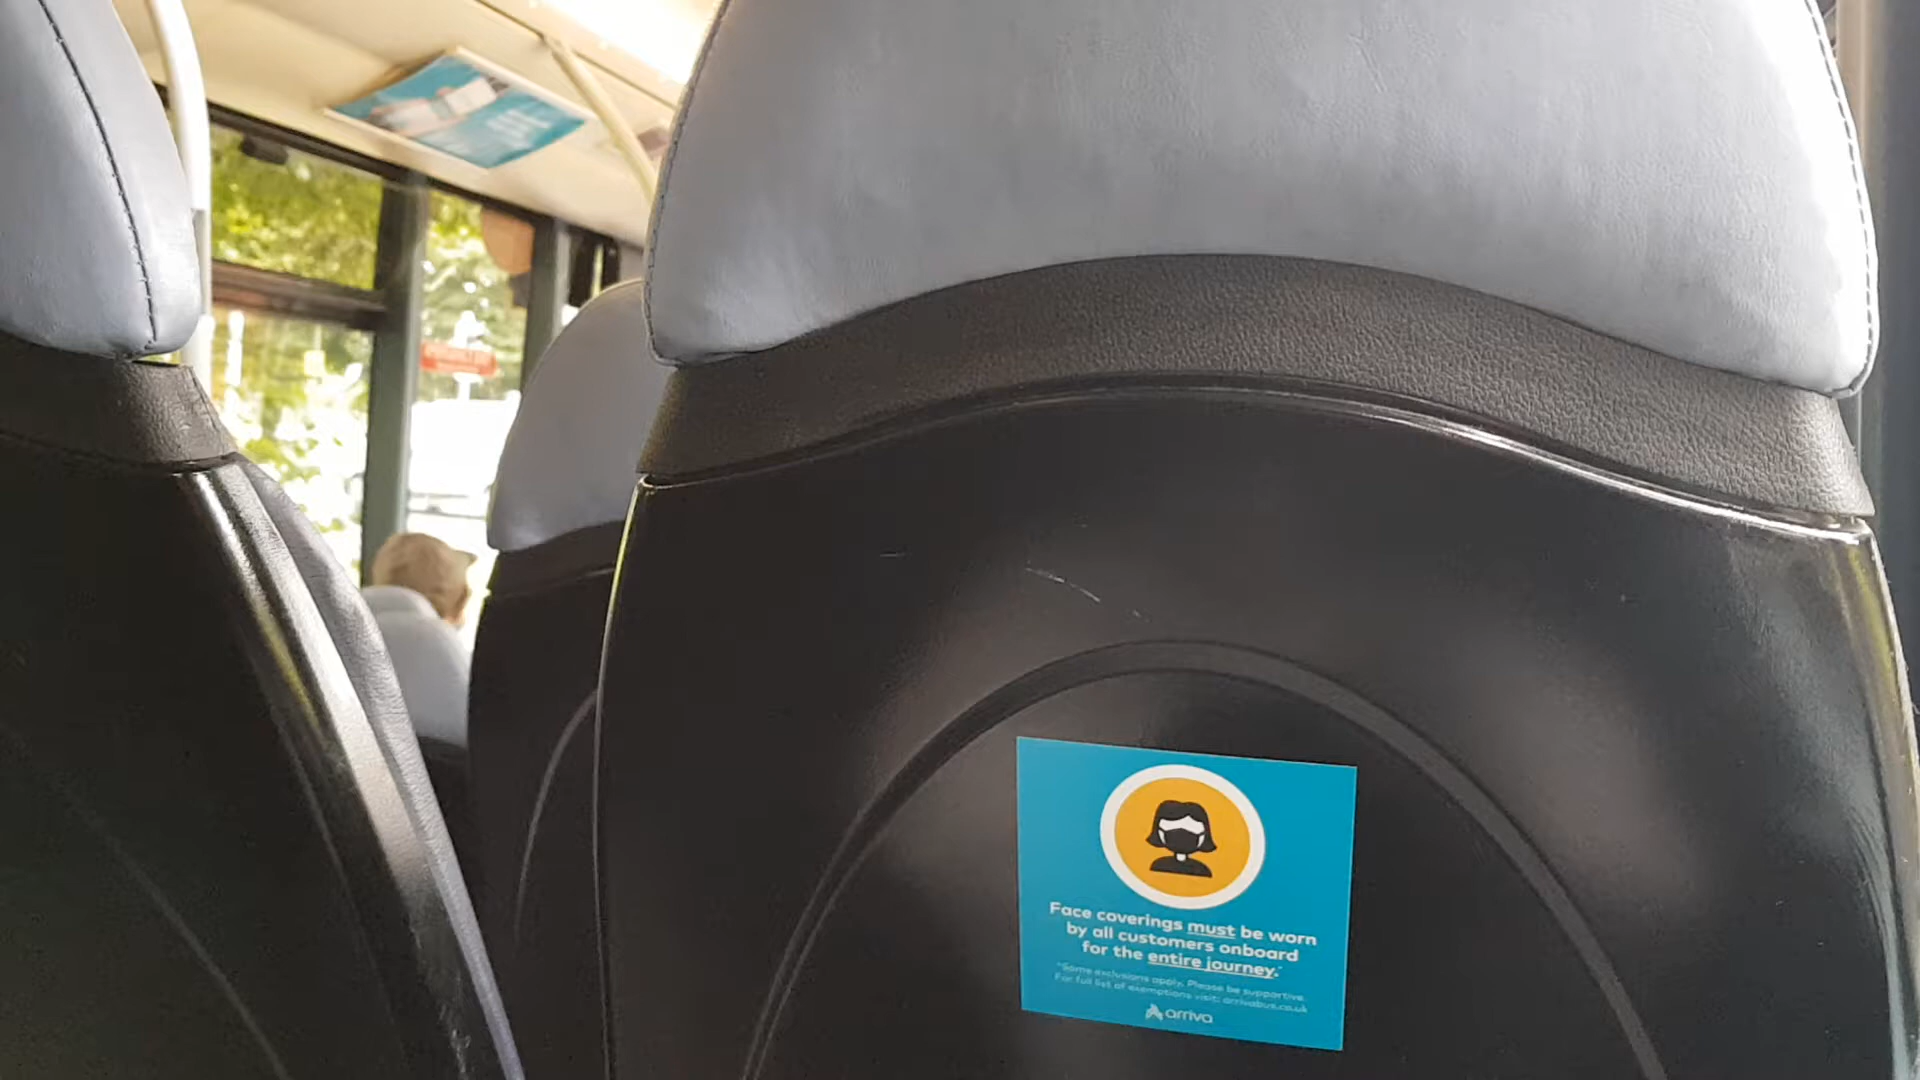 Face coverings must be worn
by all customers onboard
for the entire journey.*
*Some exclusions apply. Please be supportive.
For full list of exemptions visit: arrivabus.co.uk
arriva